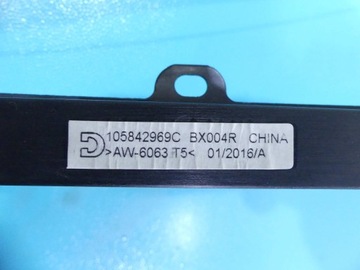 105842969C BX004R CHINA
>AW-6063 T5< 01/2016/A